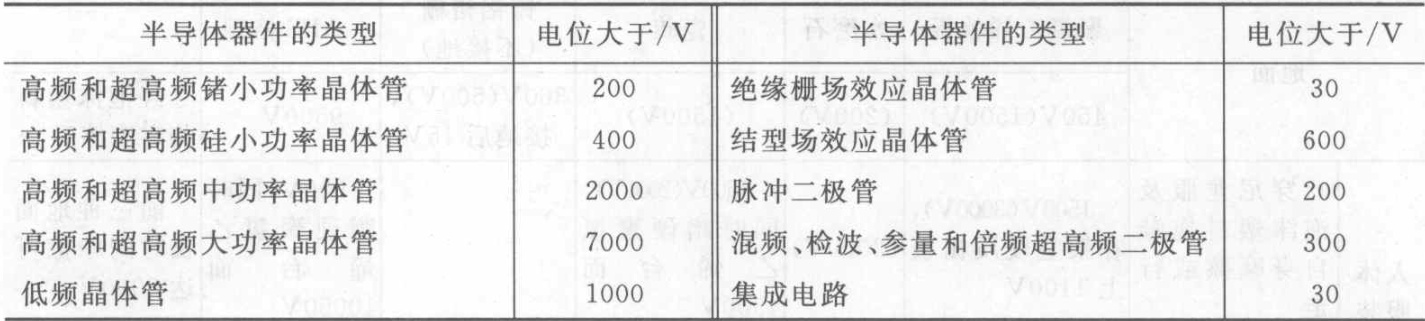 半导体器件的类型 电位大于/V 半导体器件的类型 电位大于/V
高频和超高频锗小功率晶体管 200 绝缘栅场效应晶体管 30
高频和超高频硅小功率晶体管 400 结型场效应晶体管 600
高频和超高频中功率晶体管 2000 脉冲二极管 200
高频和超高频大功率晶体管 7000 混频、检波、参量和倍频超高频二极管 300
低频晶体管 1000 集成电路 30